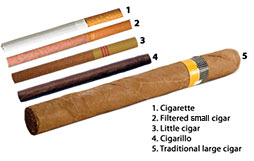 1
2
3
4
5
1. Cigarette
2. Filtered small cigar
3. Little cigar
4. Cigarillo
5. Traditional large cigar